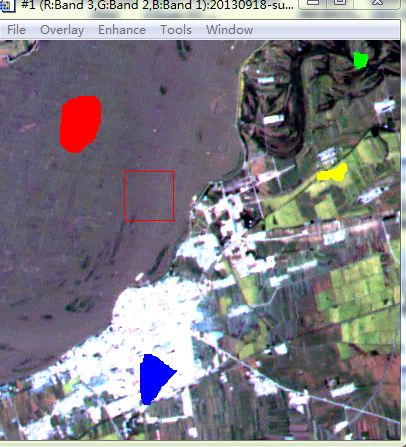 #1 (R:Band 3,G:Band 2,B:Band 1):20130918-su...
File Overlay Enhance Tools Window